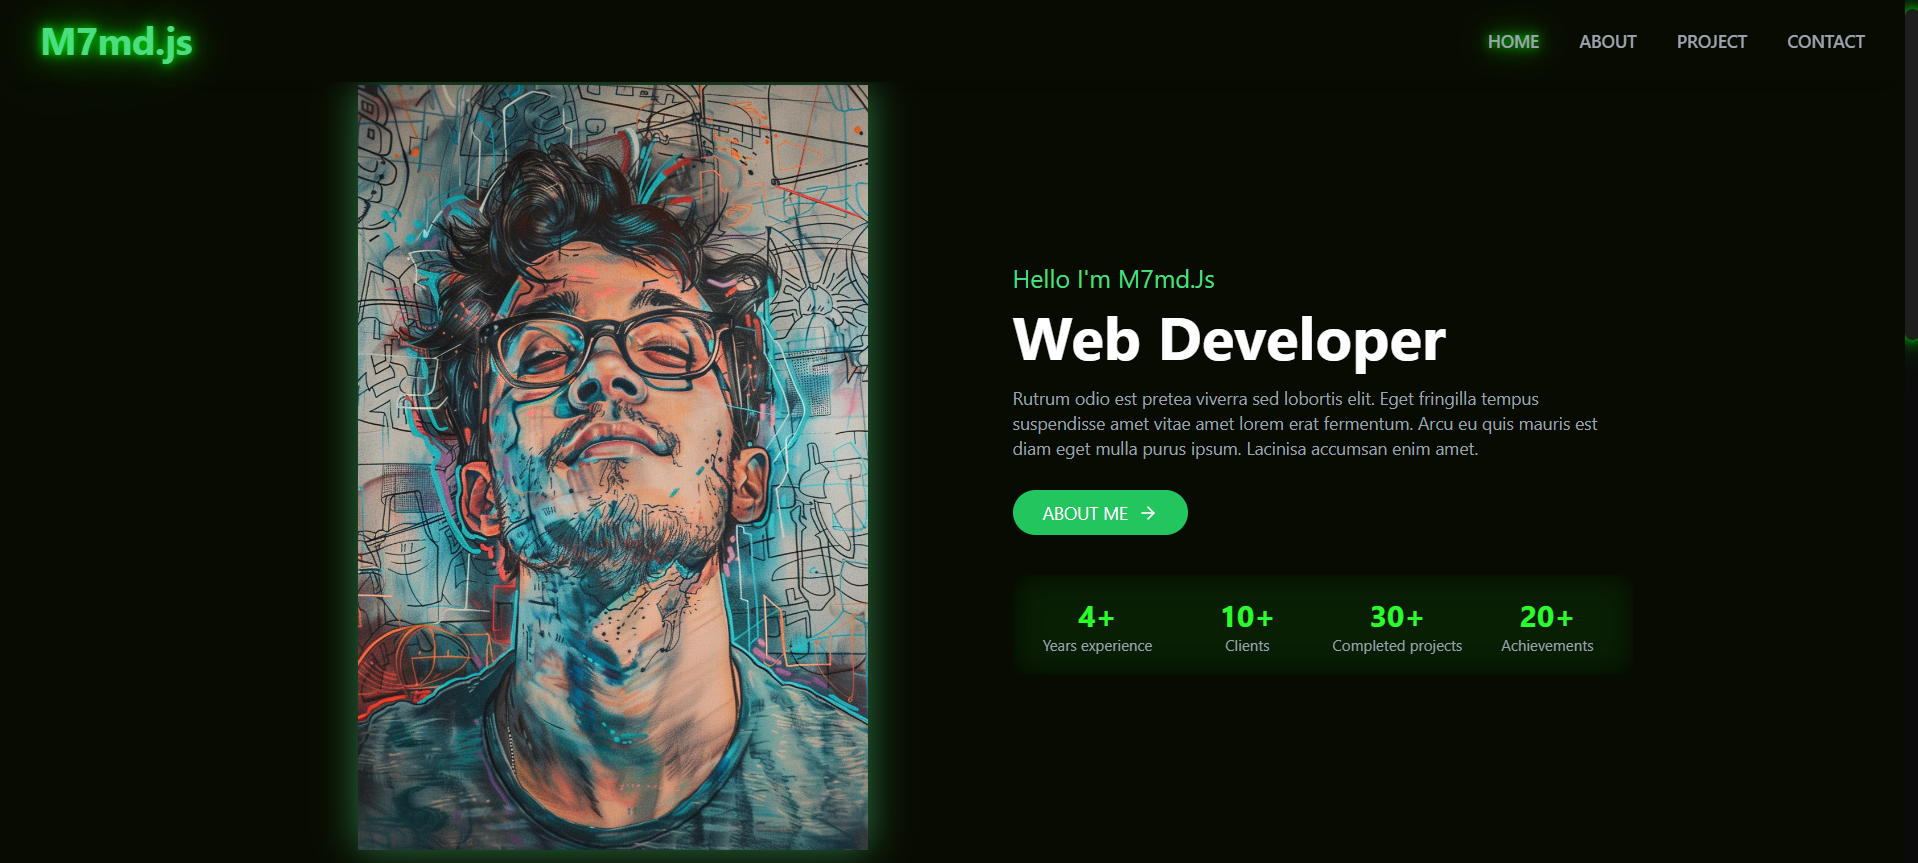 M7md.js
HOME ABOUT PROJECT CONTACT
Hello I'm M7md.Js
Web Developer
Rutrum odio est pretea viverra sed lobortis elit. Eget fringilla tempus
suspendisse amet vitae amet lorem erat fermentum. Arcu eu quis mauris est
diam eget mulla purus ipsum. Lacinisa accumsan enim amet.
ABOUT ME
4+ 10+ 30+ 20+
Years experience Clients Completed projects Achievements